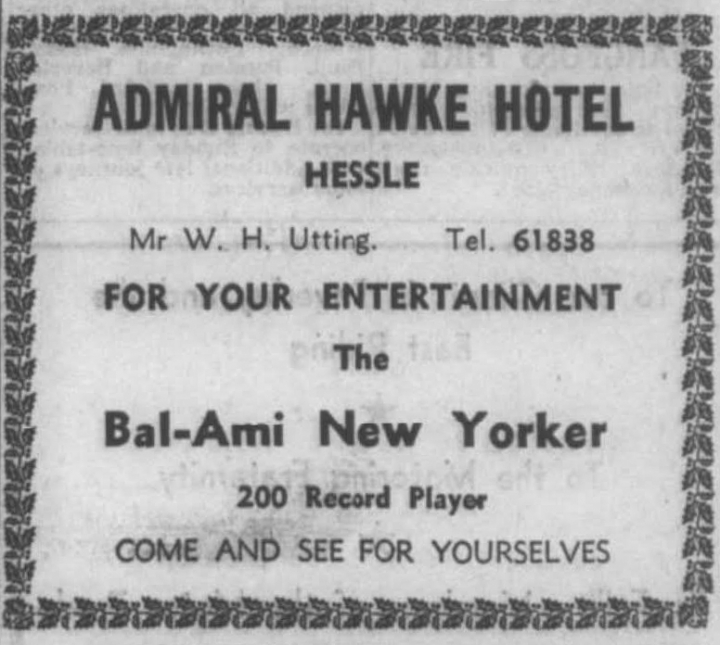 ADMIRAL HAWKE HOTEL
HESSLE
Mr W. H. Utting. Tel. 61838
FOR YOUR ENTERTAINMENT
The
Bal-Ami New Yorker
200 Record Player
COME AND SEE FOR YOURSELVES